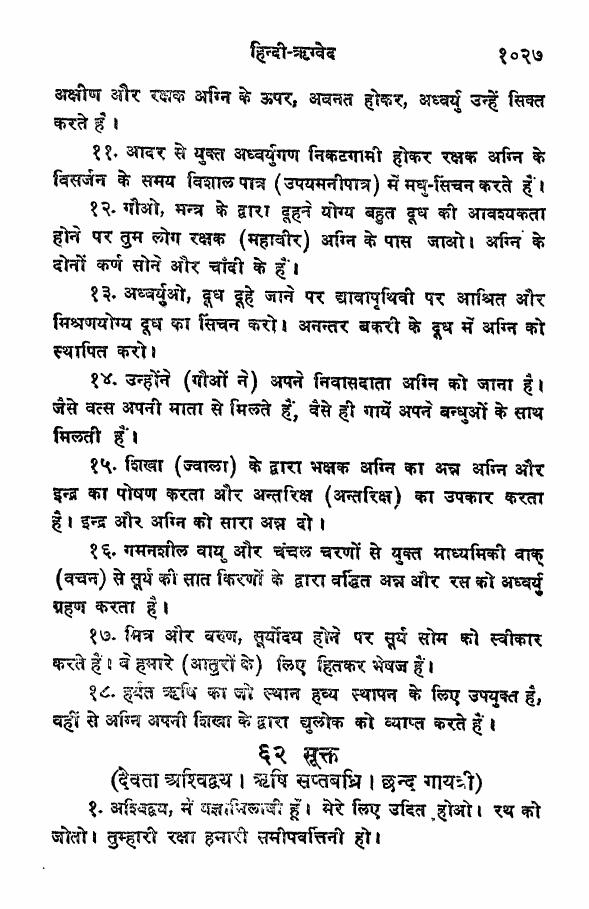 हिन्दी-ऋग्वेद १०२७
अक्षीण और रक्षक अग्नि के ऊपर, अवनत होकर, अध्वर्यु उन्हें सिक्त
करते हैं।
११. आदर से युक्त अध्वर्युगण निकटगामी होकर रक्षक अग्नि के
विसर्जन के समय विशाल पात्र (उपयमनीपात्र) में मधु-सिंचन करते हैं।
१२. गौओ, मन्त्र के द्वारा दूहने योग्य बहुत दूध की आवश्यकता
होने पर तुम लोग रक्षक (महावीर) अग्नि के पास जाओ। अग्नि के
दोनों कर्ण सोने और चाँदी के हैं।
१३. अध्वर्युओ, दूध दूहे जाने पर द्यावापृथिवी पर आश्रित और
मिश्रणयोग्य दूध का सिंचन करो। अनन्तर बकरी के दूध में अग्नि को
स्थापित करो।
१४. उन्होंने (गौओं ने) अपने निवासदाता अग्नि को जाना है।
जैसे वत्स अपनी माता से मिलते हैं, वैसे ही गायें अपने बन्धुओं के साथ
मिलती हैं।
१५. शिखा (ज्वाला) के द्वारा भक्षक अग्नि का अन्न अग्नि और
इन्द्र का पोषण करता और अन्तरिक्ष (अन्तरिक्ष) का उपकार करता
है। इन्द्र और अग्नि को सारा अन्न दो।
१६. गमनशील वायु और चंचल चरणों से युक्त माध्यमिकी वाक्
(वचन) से सूर्य की सात किरणों के द्वारा वर्द्धित अन्न और रस को अध्वर्यु
ग्रहण करता है।
१७. मित्र और वरुण, सूर्योदय होने पर सूर्य सोम को स्वीकार
करते हैं। वे हमारे (आतुरों के) लिए हितकर भेषज हैं।
१८. हर्यत ऋषि का जो स्थान हव्य स्थापन के लिए उपयुक्त है,
वहीं से अग्नि अपनी शिखा के द्वारा द्युलोक को व्याप्त करते हैं।
६२ सूक्त
(देवता अश्विद्वय। ऋषि सप्तवध्रि। छन्द गायत्री)
१. अश्विद्वय, में यज्ञाभिलाषी हूँ। मेरे लिए उदित होओ। रथ को
जोतो। तुम्हारी रक्षा हमारी समीपवर्त्तिनी हो।